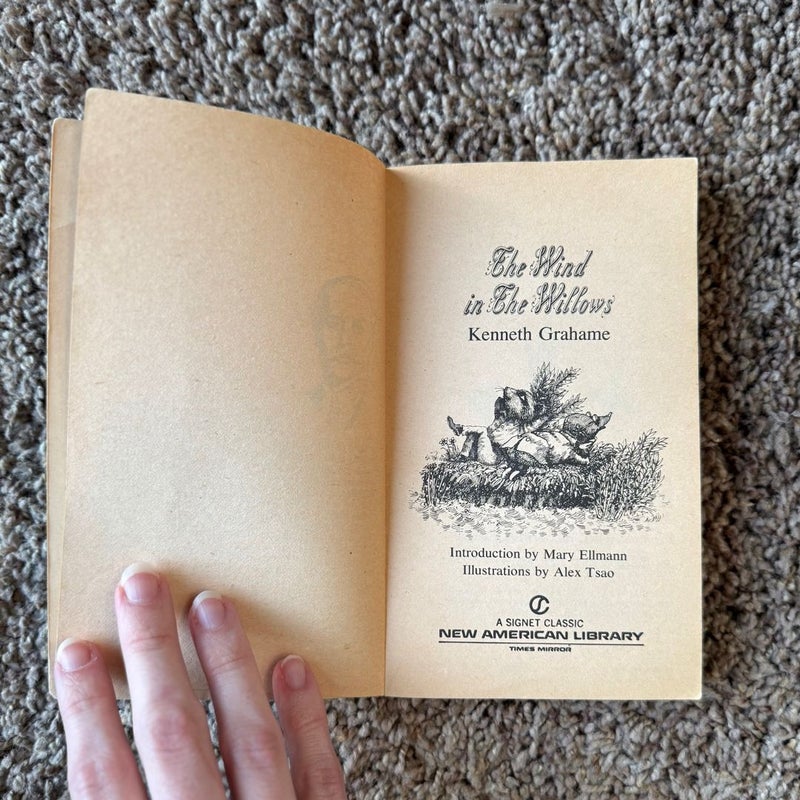 The Wind
in The Willows
Kenneth Grahame
Introduction by Mary Ellmann
Illustrations by Alex Tsao
A SIGNET CLASSIC
NEW AMERICAN LIBRARY
TIMES MIRROR